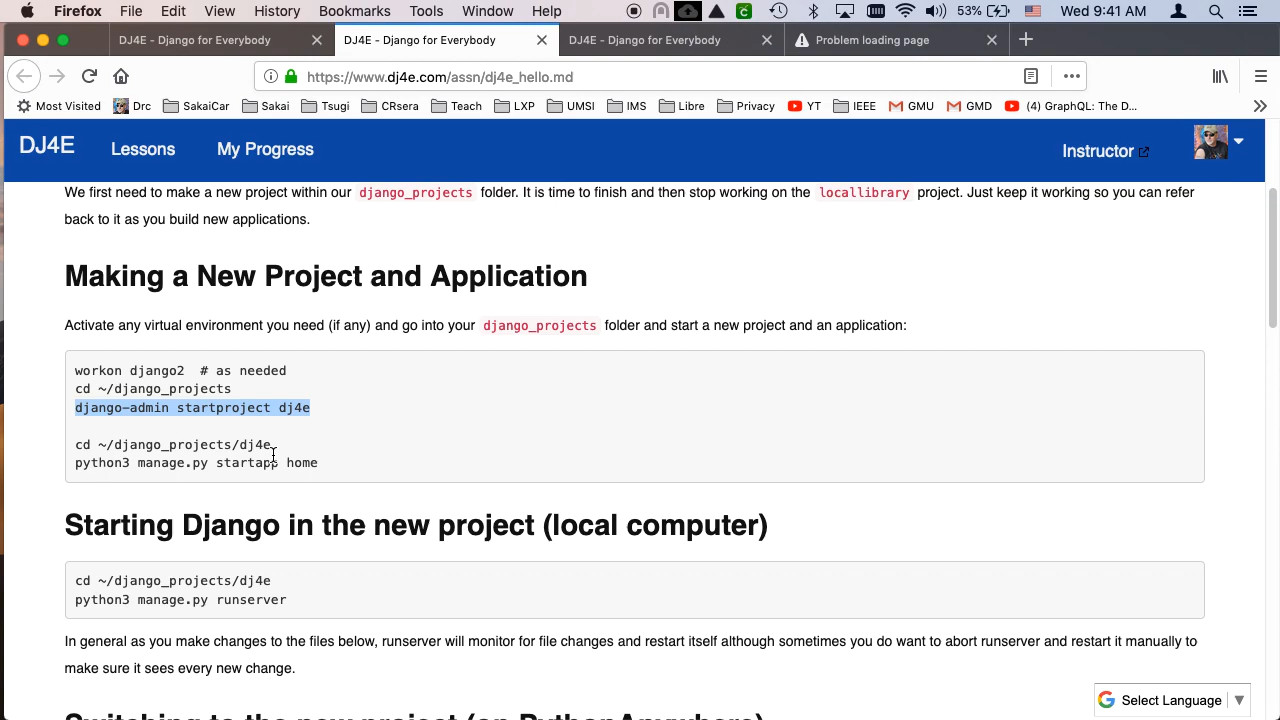 Firefox File Edit View History Bookmarks Tools Window Help 53% Wed 9:41 AM
DJ4E - Django for Everybody DJ4E - Django for Everybody DJ4E - Django for Everybody Problem loading page
https://www.dj4e.com/assn/dj4e_hello.md
Most Visited Drc SakaiCar Sakai Tsugi CRsera Teach LXP UMSI IMS Libre Privacy YT IEEE GMU GMD (4) GraphQL: The D...
DJ4E Lessons My Progress Instructor
We first need to make a new project within our django_projects folder. It is time to finish and then stop working on the locallibrary project. Just keep it working so you can refer
back to it as you build new applications.
Making a New Project and Application
Activate any virtual environment you need (if any) and go into your django_projects folder and start a new project and an application:
workon django2 # as needed
cd ~/django_projects
django-admin startproject dj4e
cd ~/django_projects/dj4e
python3 manage.py startapp home
Starting Django in the new project (local computer)
cd ~/django_projects/dj4e
python3 manage.py runserver
In general as you make changes to the files below, runserver will monitor for file changes and restart itself although sometimes you do want to abort runserver and restart it manually to
make sure it sees every new change.
Select Language
Switching to the new project (on PythonAnywhere)